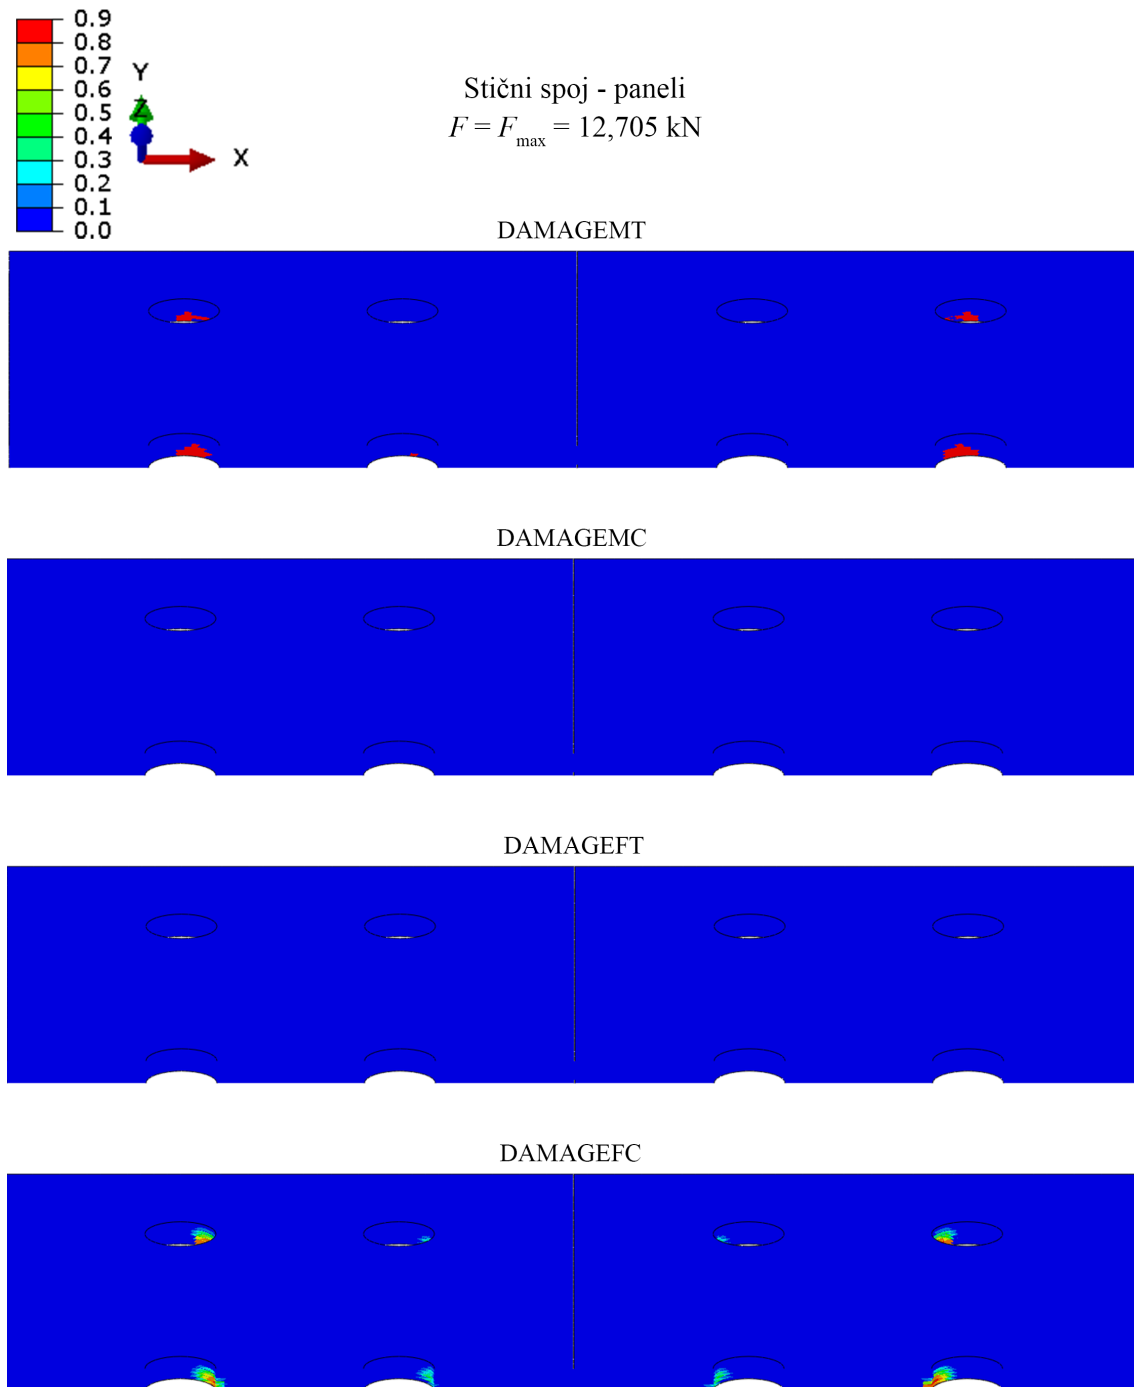 0.9
0.8
0.7
0.6
0.5
0.4
0.3
0.2
0.1
0.0
Y
Z
X
Stični spoj - paneli
F = Fmax = 12,705 kN
DAMAGEMT
DAMAGEMC
DAMAGEFT
DAMAGEFC